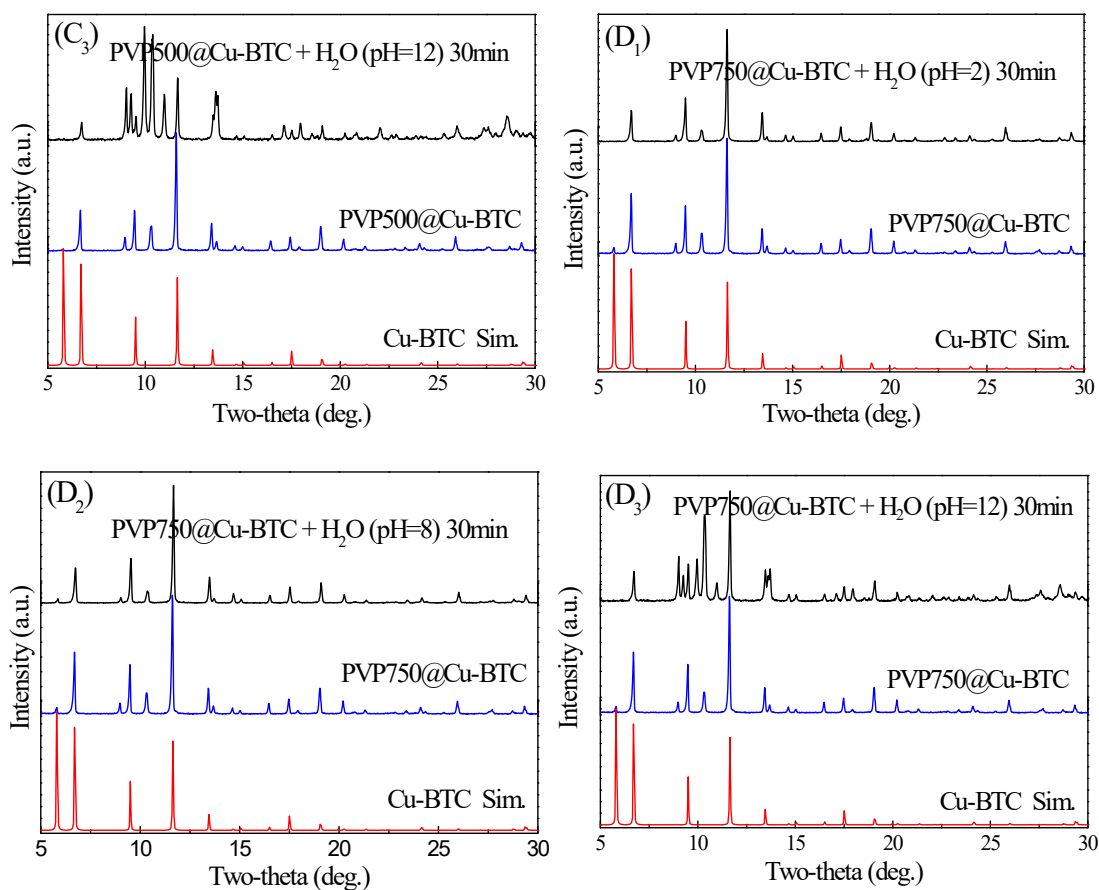 (C₃)
PVP500@Cu-BTC + H₂O (pH=12) 30min
PVP500@Cu-BTC
Cu-BTC Sim.
Intensity (a.u.)
5 10 15 20 25 30
Two-theta (deg.)
(D₁)
PVP750@Cu-BTC + H₂O (pH=2) 30min
PVP750@Cu-BTC
Cu-BTC Sim.
Intensity (a.u.)
5 10 15 20 25 30
Two-theta (deg.)
(D₂)
PVP750@Cu-BTC + H₂O (pH=8) 30min
PVP750@Cu-BTC
Cu-BTC Sim.
Intensity (a.u.)
5 10 15 20 25 30
Two-theta (deg.)
(D₃)
PVP750@Cu-BTC + H₂O (pH=12) 30min
PVP750@Cu-BTC
Cu-BTC Sim.
Intensity (a.u.)
5 10 15 20 25 30
Two-theta (deg.)